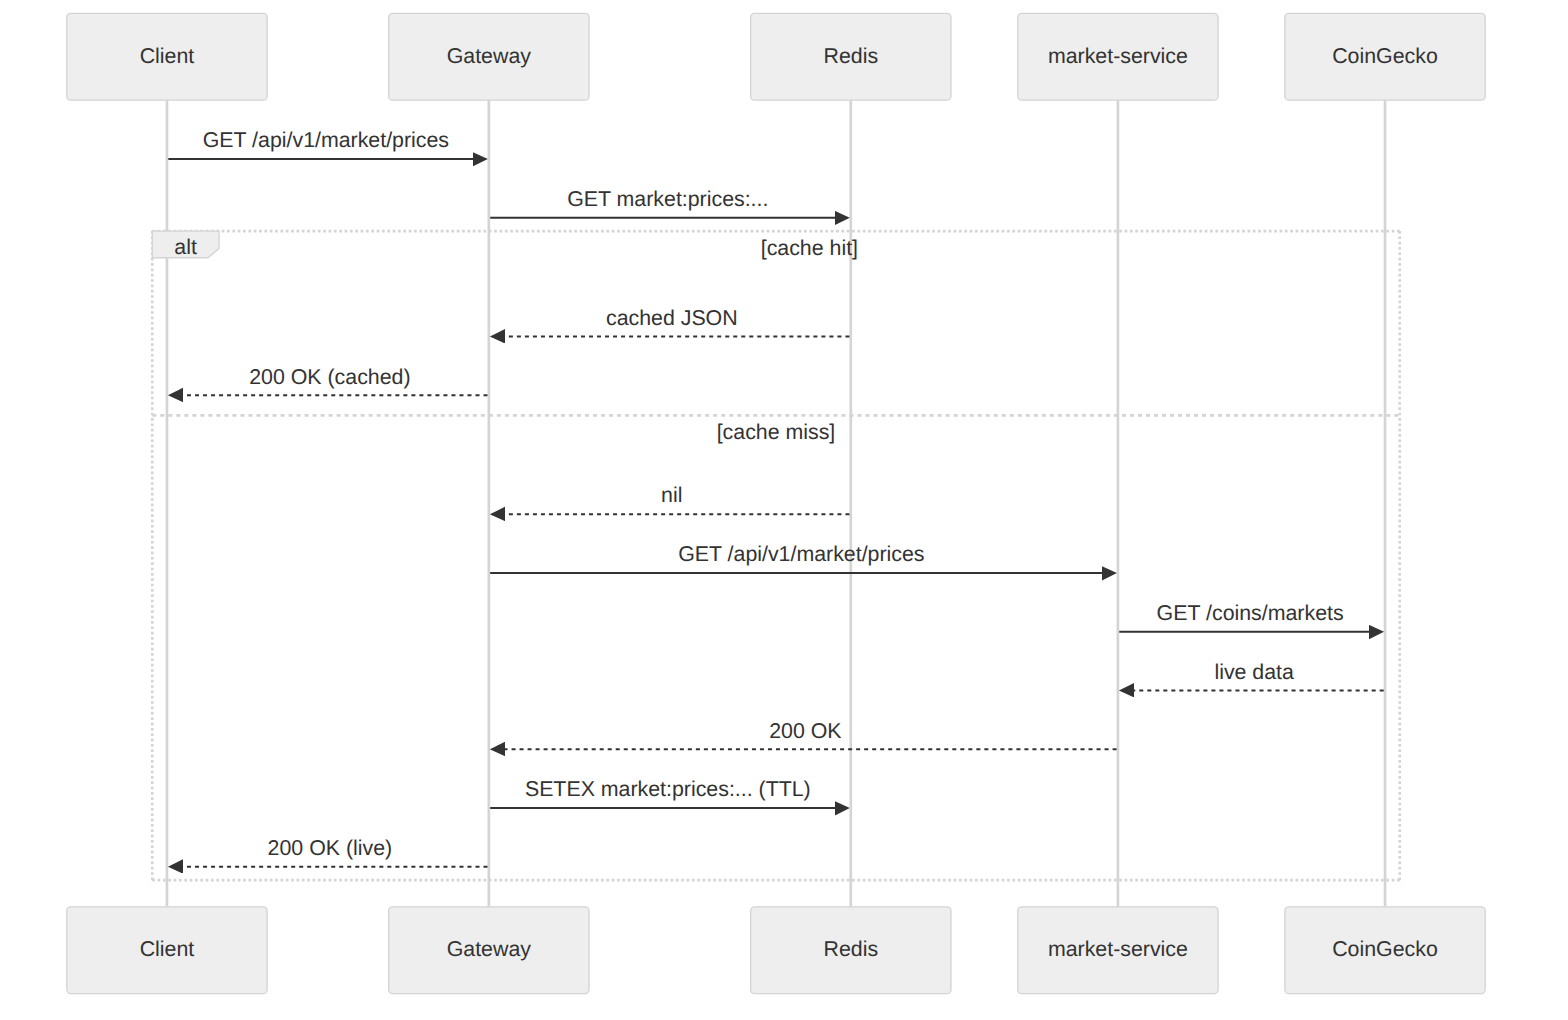 Client
Gateway
Redis
market-service
CoinGecko
GET /api/v1/market/prices
GET market:prices:...
alt
[cache hit]
cached JSON
200 OK (cached)
[cache miss]
nil
GET /api/v1/market/prices
GET /coins/markets
live data
200 OK
SETEX market:prices:... (TTL)
200 OK (live)
Client
Gateway
Redis
market-service
CoinGecko